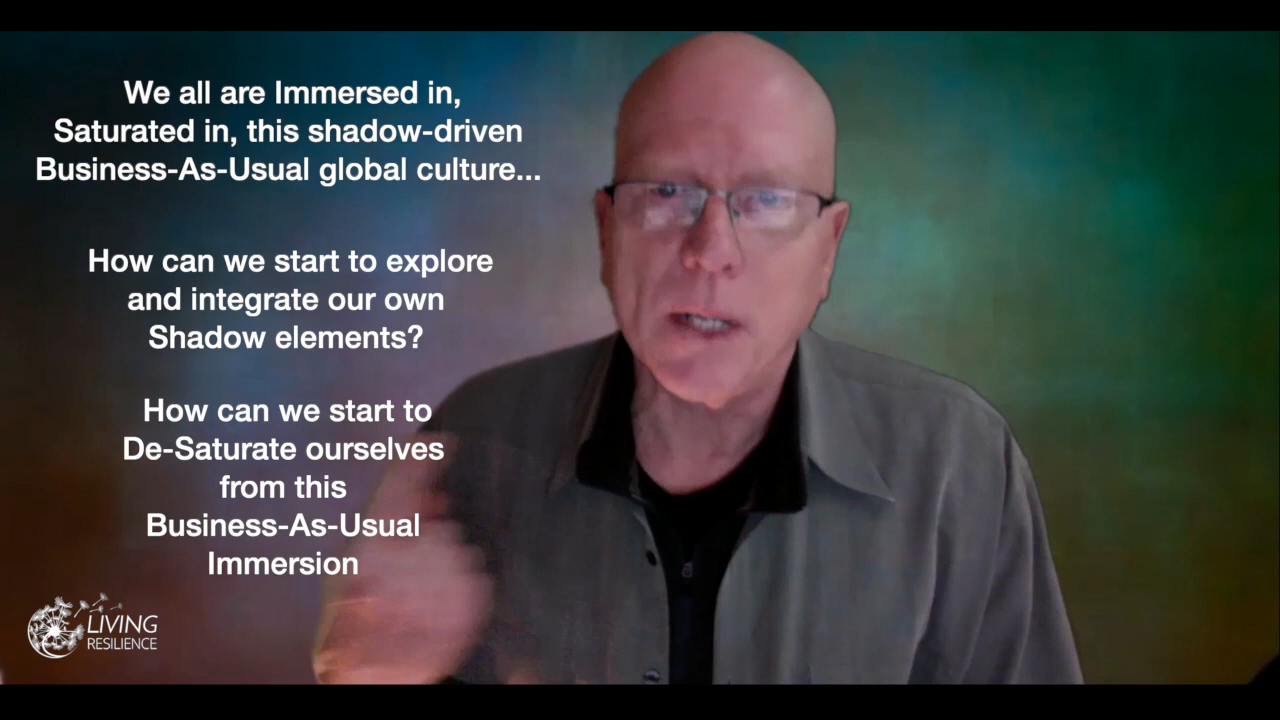 We all are Immersed in,
Saturated in, this shadow-driven
Business-As-Usual global culture...
How can we start to explore
and integrate our own
Shadow elements?
How can we start to
De-Saturate ourselves
from this
Business-As-Usual
Immersion
LIVING
RESILIENCE